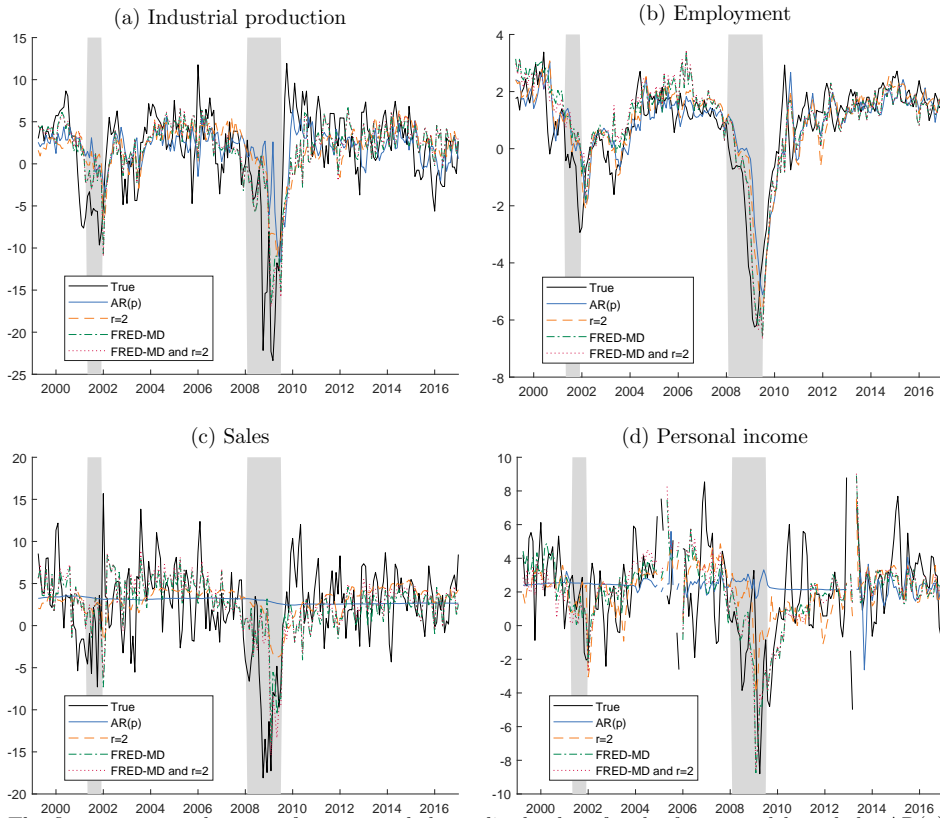 (a) Industrial production
15
10
5
0
-5
-10
-15
-20
-25
True
AR(p)
r=2
FRED-MD
FRED-MD and r=2
2000 2002 2004 2006 2008 2010 2012 2014 2016
(b) Employment
4
2
0
-2
-4
-6
-8
True
AR(p)
r=2
FRED-MD
FRED-MD and r=2
2000 2002 2004 2006 2008 2010 2012 2014 2016
(c) Sales
20
15
10
5
0
-5
-10
-15
-20
True
AR(p)
r=2
FRED-MD
FRED-MD and r=2
2000 2002 2004 2006 2008 2010 2012 2014 2016
(d) Personal income
10
8
6
4
2
0
-2
-4
-6
-8
-10
True
AR(p)
r=2
FRED-MD
FRED-MD and r=2
2000 2002 2004 2006 2008 2010 2012 2014 2016